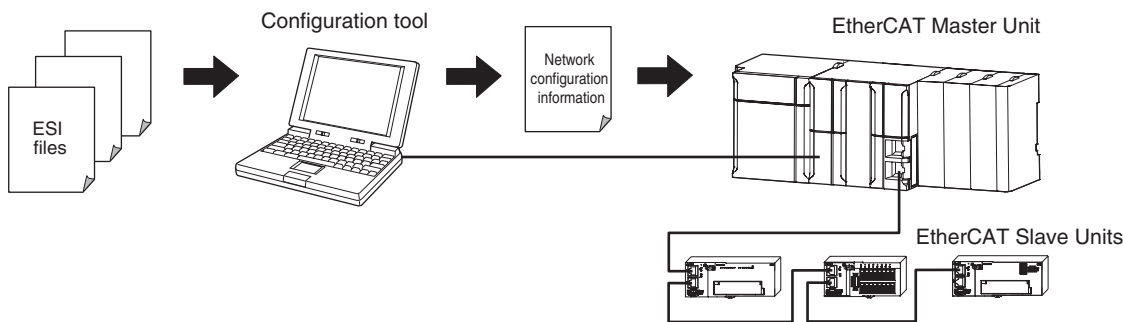 Configuration tool
EtherCAT Master Unit
Network
configuration
information
ESI
files
EtherCAT Slave Units